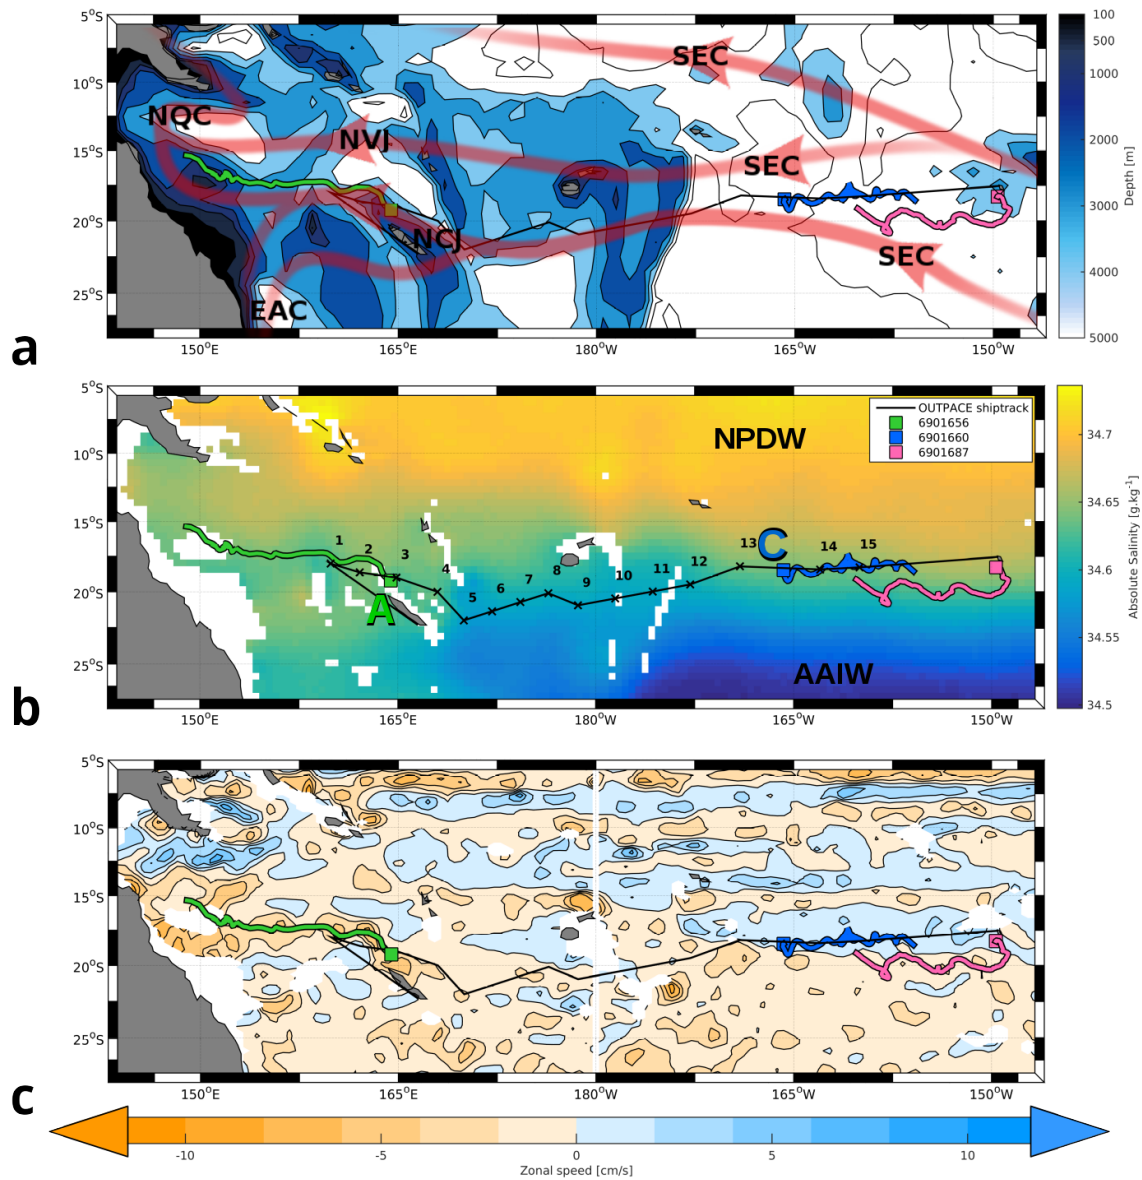 5°S
10°S
15°S
20°S
25°S
SEC
NQC
NVJ
SEC
NCJ
SEC
EAC
150°E
165°E
180°W
165°W
150°W
100
500
1000
2000
3000
4000
5000
Depth [m]
a
5°S
10°S
15°S
20°S
25°S
OUTPACE shiptrack
6901656
6901660
6901687
NPDW
1
2
3
4
5
6
7
8
9
10
11
12
13
C
14
15
A
AAIW
150°E
165°E
180°W
165°W
150°W
34.7
34.65
34.6
34.55
34.5
Absolute Salinity [g.kg⁻¹]
b
5°S
10°S
15°S
20°S
25°S
150°E
165°E
180°W
165°W
150°W
c
-10
-5
0
5
10
Zonal speed [cm/s]